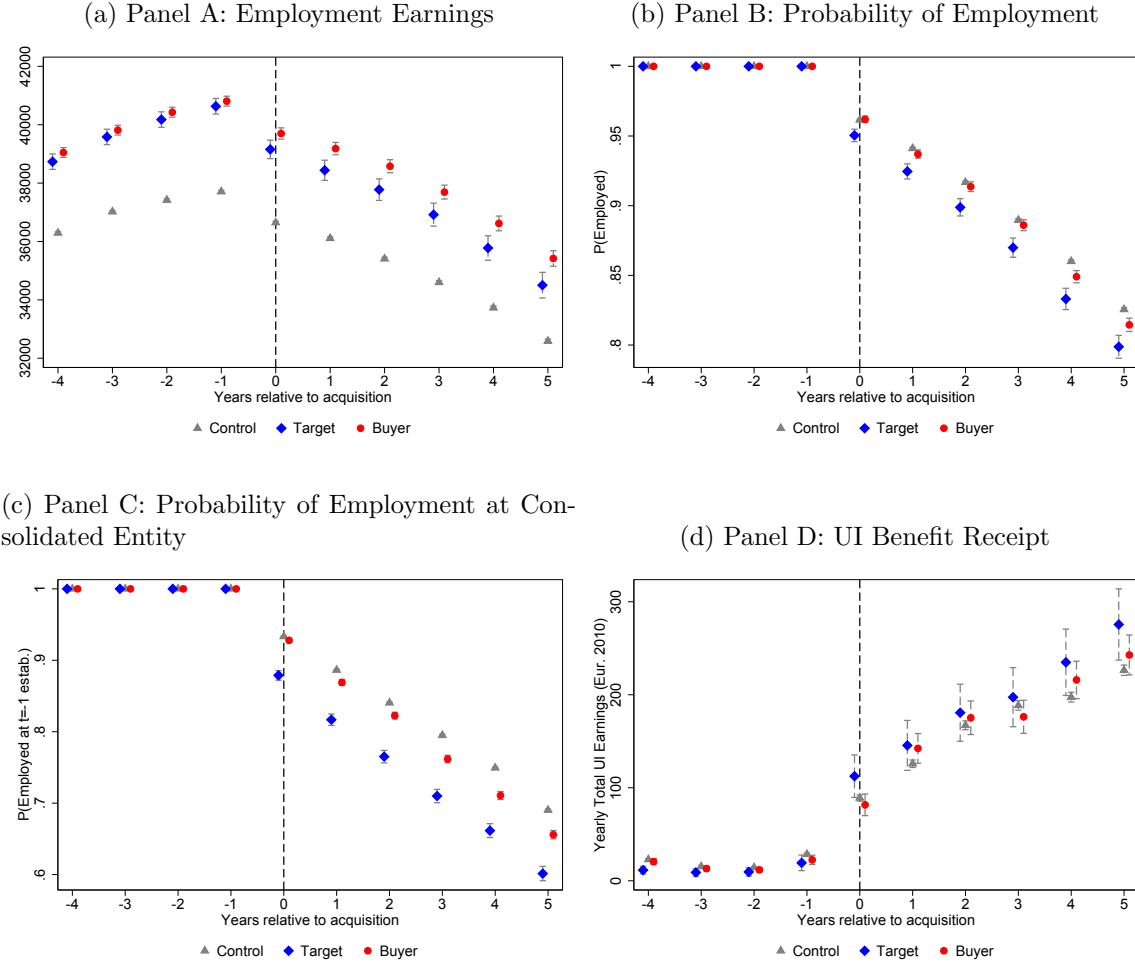 (a) Panel A: Employment Earnings
42000
40000
38000
36000
34000
32000
-4 -3 -2 -1 0 1 2 3 4 5
Years relative to acquisition
Control Target Buyer
(b) Panel B: Probability of Employment
P(Employed)
1
.95
.9
.85
.8
-4 -3 -2 -1 0 1 2 3 4 5
Years relative to acquisition
Control Target Buyer
(c) Panel C: Probability of Employment at Con-
solidated Entity
P(Employed at t=-1 estab.)
1
.9
.8
.7
.6
-4 -3 -2 -1 0 1 2 3 4 5
Years relative to acquisition
Control Target Buyer
(d) Panel D: UI Benefit Receipt
Yearly Total UI Earnings (Eur. 2010)
300
200
100
0
-4 -3 -2 -1 0 1 2 3 4 5
Years relative to acquisition
Control Target Buyer